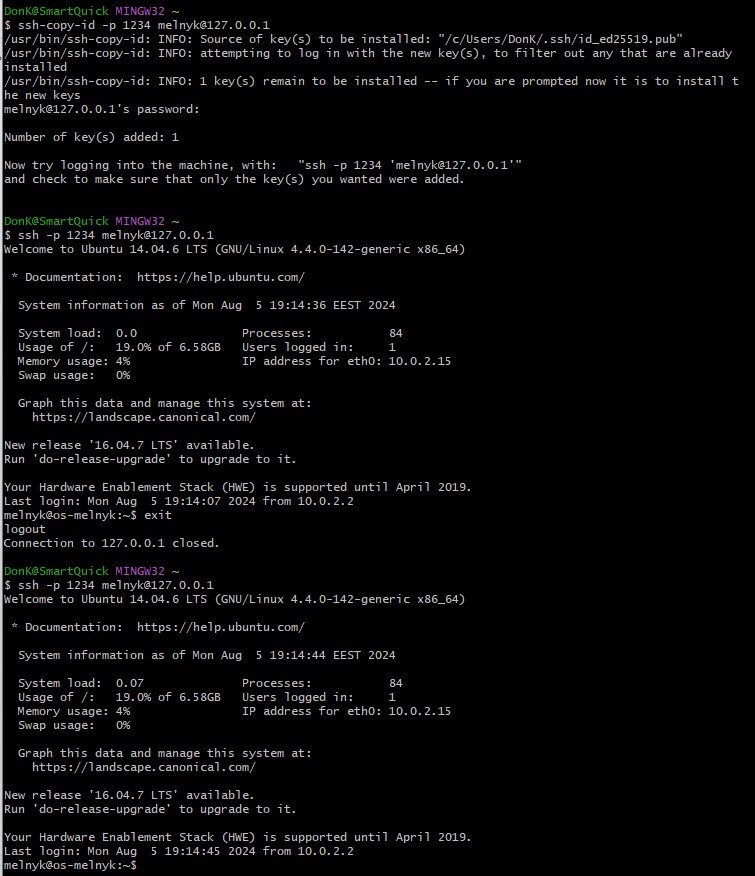 DonK@SmartQuick MINGW32 ~
$ ssh-copy-id -p 1234 melnyk@127.0.0.1
/usr/bin/ssh-copy-id: INFO: Source of key(s) to be installed: "/c/Users/DonK/.ssh/id_ed25519.pub"
/usr/bin/ssh-copy-id: INFO: attempting to log in with the new key(s), to filter out any that are already
installed
/usr/bin/ssh-copy-id: INFO: 1 key(s) remain to be installed -- if you are prompted now it is to install t
he new keys
melnyk@127.0.0.1's password:

Number of key(s) added: 1

Now try logging into the machine, with:   "ssh -p 1234 'melnyk@127.0.0.1'"
and check to make sure that only the key(s) you wanted were added.

DonK@SmartQuick MINGW32 ~
$ ssh -p 1234 melnyk@127.0.0.1
Welcome to Ubuntu 14.04.6 LTS (GNU/Linux 4.4.0-142-generic x86_64)

 * Documentation:  https://help.ubuntu.com/

  System information as of Mon Aug  5 19:14:36 EEST 2024

  System load:  0.0               Processes:           84
  Usage of /:   19.0% of 6.58GB   Users logged in:     1
  Memory usage: 4%                IP address for eth0: 10.0.2.15
  Swap usage:   0%

  Graph this data and manage this system at:
    https://landscape.canonical.com/

New release '16.04.7 LTS' available.
Run 'do-release-upgrade' to upgrade to it.

Your Hardware Enablement Stack (HWE) is supported until April 2019.
Last login: Mon Aug  5 19:14:07 2024 from 10.0.2.2
melnyk@os-melnyk:~$ exit
logout
Connection to 127.0.0.1 closed.

DonK@SmartQuick MINGW32 ~
$ ssh -p 1234 melnyk@127.0.0.1
Welcome to Ubuntu 14.04.6 LTS (GNU/Linux 4.4.0-142-generic x86_64)

 * Documentation:  https://help.ubuntu.com/

  System information as of Mon Aug  5 19:14:44 EEST 2024

  System load:  0.07              Processes:           84
  Usage of /:   19.0% of 6.58GB   Users logged in:     1
  Memory usage: 4%                IP address for eth0: 10.0.2.15
  Swap usage:   0%

  Graph this data and manage this system at:
    https://landscape.canonical.com/

New release '16.04.7 LTS' available.
Run 'do-release-upgrade' to upgrade to it.

Your Hardware Enablement Stack (HWE) is supported until April 2019.
Last login: Mon Aug  5 19:14:45 2024 from 10.0.2.2
melnyk@os-melnyk:~$